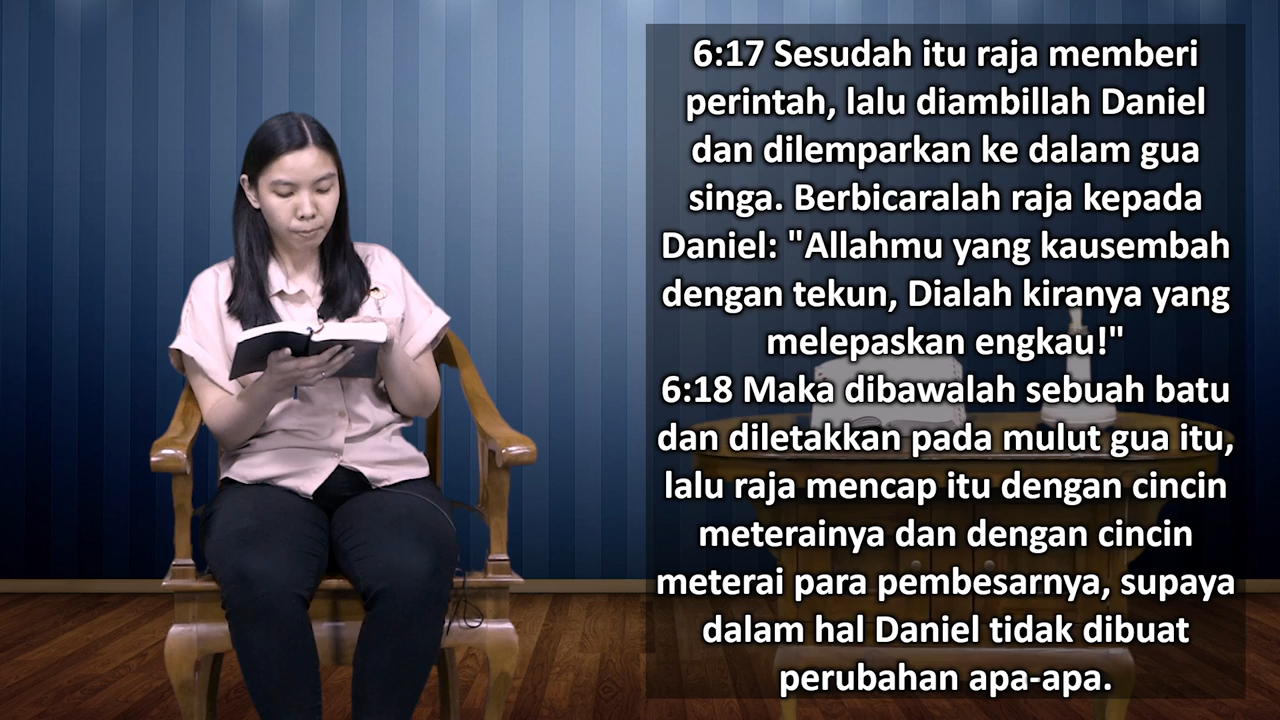 6:17 Sesudah itu raja memberi
perintah, lalu diambillah Daniel
dan dilemparkan ke dalam gua
singa. Berbicaralah raja kepada
Daniel: "Allahmu yang kausembah
dengan tekun, Dialah kiranya yang
melepaskan engkau!"
6:18 Maka dibawalah sebuah batu
dan diletakkan pada mulut gua itu,
lalu raja mencap itu dengan cincin
meterainya dan dengan cincin
meterai para pembesarnya, supaya
dalam hal Daniel tidak dibuat
perubahan apa-apa.